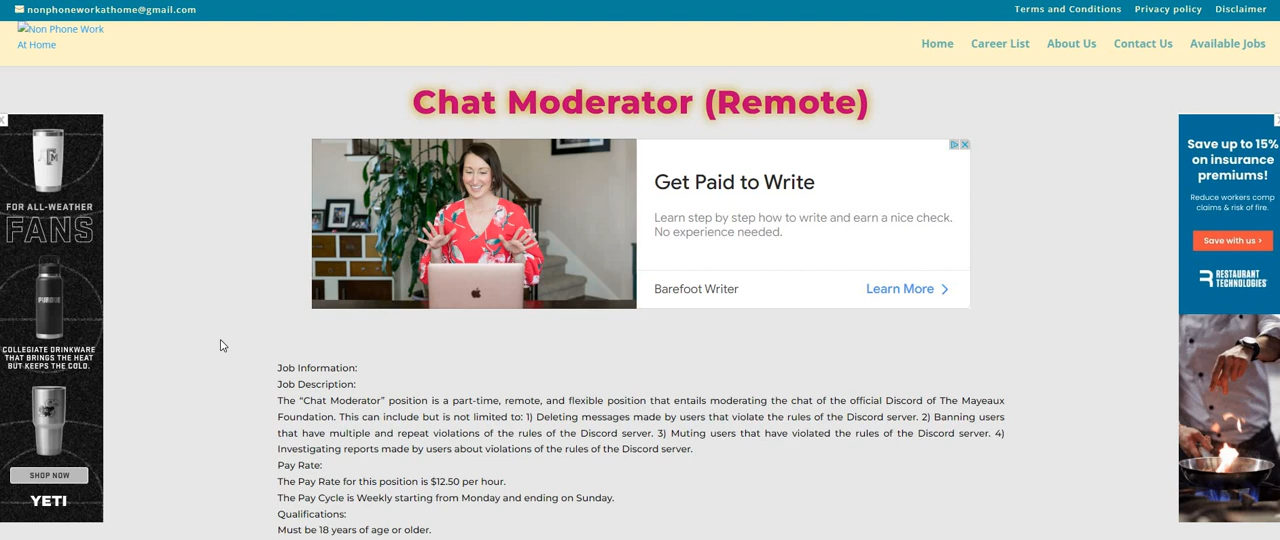 nonphoneworkathome@gmail.com
Terms and Conditions Privacy policy Disclaimer
Non Phone Work
At Home
Home Career List About Us Contact Us Available Jobs
Chat Moderator (Remote)
FOR ALL-WEATHER
FANS
PURDUE
COLLEGIATE DRINKWARE
THAT BRINGS THE HEAT
BUT KEEPS THE COLD.
SHOP NOW
YETI
Get Paid to Write
Learn step by step how to write and earn a nice check.
No experience needed.
Barefoot Writer Learn More
Save up to 15%
on insurance
premiums!
Reduce workers comp
claims & risk of fire.
Save with us >
RESTAURANT
TECHNOLOGIES
Job Information:
Job Description:
The “Chat Moderator” position is a part-time, remote, and flexible position that entails moderating the chat of the official Discord of The Mayeaux
Foundation. This can include but is not limited to: 1) Deleting messages made by users that violate the rules of the Discord server. 2) Banning users
that have multiple and repeat violations of the rules of the Discord server. 3) Muting users that have violated the rules of the Discord server. 4)
Investigating reports made by users about violations of the rules of the Discord server.
Pay Rate:
The Pay Rate for this position is $12.50 per hour.
The Pay Cycle is Weekly starting from Monday and ending on Sunday.
Qualifications:
Must be 18 years of age or older.